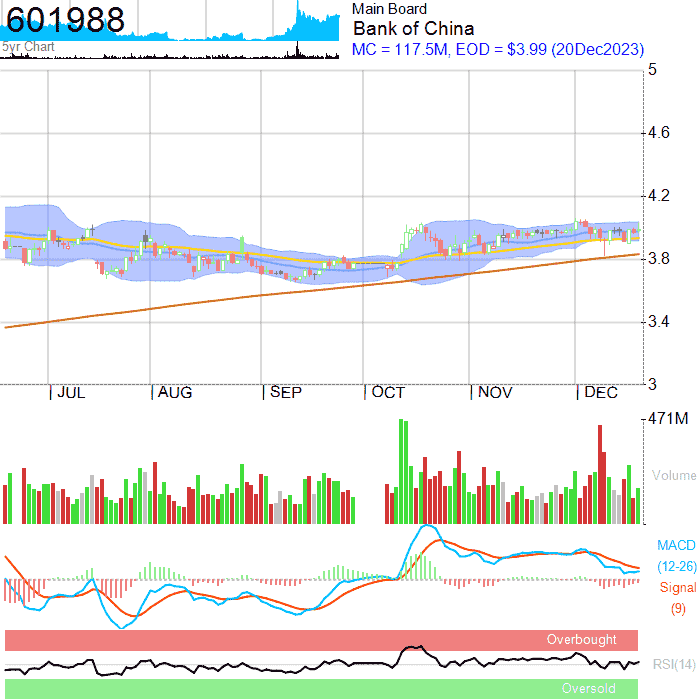 601988
5yr Chart
Main Board
Bank of China
MC = 117.5M, EOD = $3.99 (20Dec2023)
5
4.6
4.2
3.8
3.4
3
JUL AUG SEP OCT NOV DEC
471M
Volume
MACD
(12-26)
Signal
(9)
Overbought
RSI(14)
Oversold